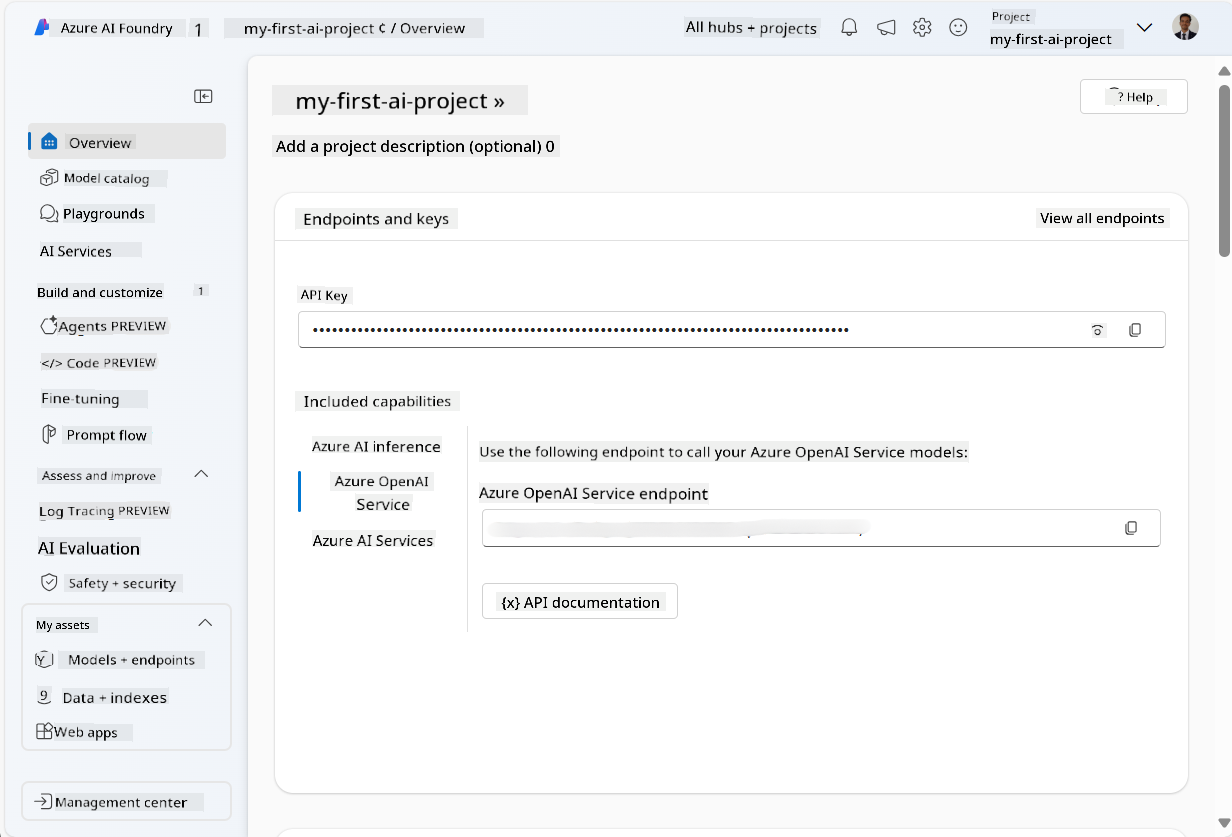 Azure AI Foundry 1 my-first-ai-project ¢ / Overview All hubs + projects
Project
my-first-ai-project
my-first-ai-project »
? Help
Add a project description (optional) 0
Overview
Model catalog
Playgrounds
AI Services
Build and customize 1
Agents PREVIEW
</> Code PREVIEW
Fine-tuning
Prompt flow
Assess and improve
Log Tracing PREVIEW
AI Evaluation
Safety + security
My assets
Models + endpoints
9 Data + indexes
Web apps
Management center
Endpoints and keys View all endpoints
API Key
Included capabilities
Azure AI inference
Azure OpenAI
Service
Azure AI Services
Use the following endpoint to call your Azure OpenAI Service models:
Azure OpenAI Service endpoint
{x} API documentation